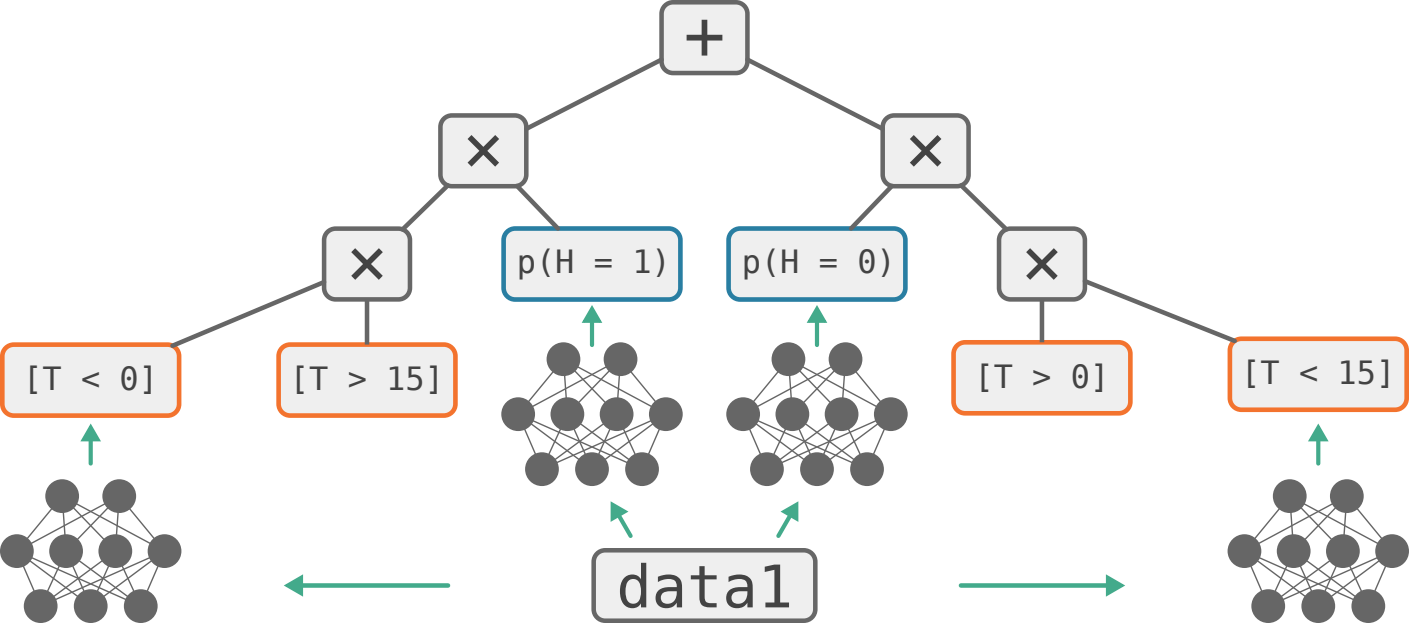 +
×
×
×
p(H = 1)
p(H = 0)
×
[T < 0]
[T > 15]
[T > 0]
[T < 15]
data1